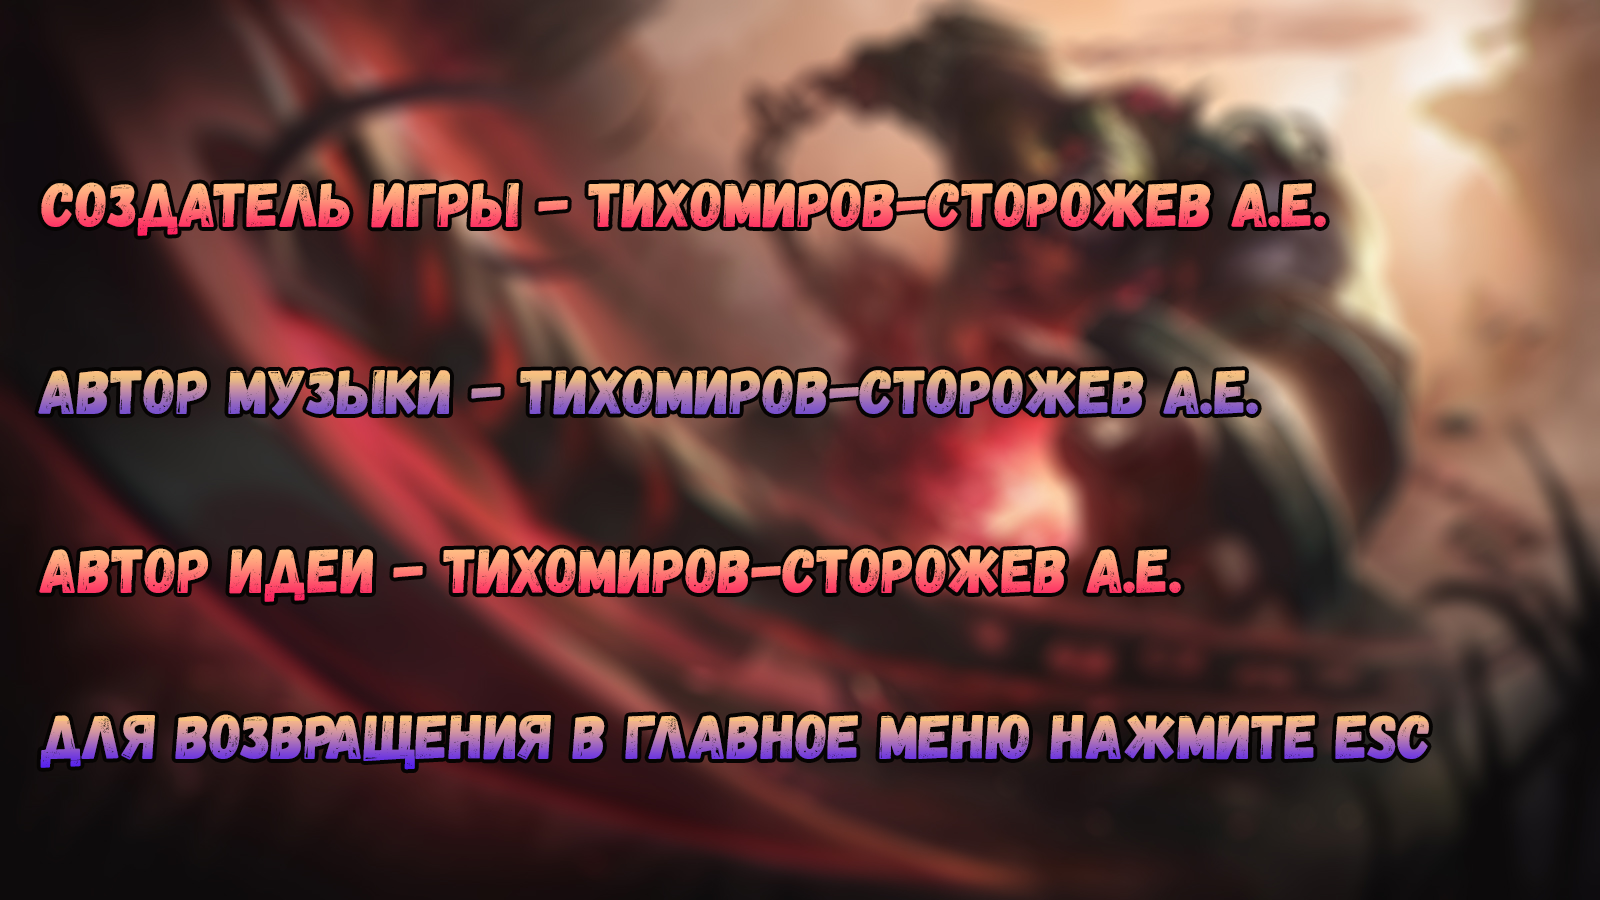 СОЗДАТЕЛЬ ИГРЫ - ТИХОМИРОВ-СТОРОЖЕВ А.Е.
АВТОР МУЗЫКИ - ТИХОМИРОВ-СТОРОЖЕВ А.Е.
АВТОР ИДЕИ - ТИХОМИРОВ-СТОРОЖЕВ А.Е.
ДЛЯ ВОЗВРАЩЕНИЯ В ГЛАВНОЕ МЕНЮ НАЖМИТЕ ESC